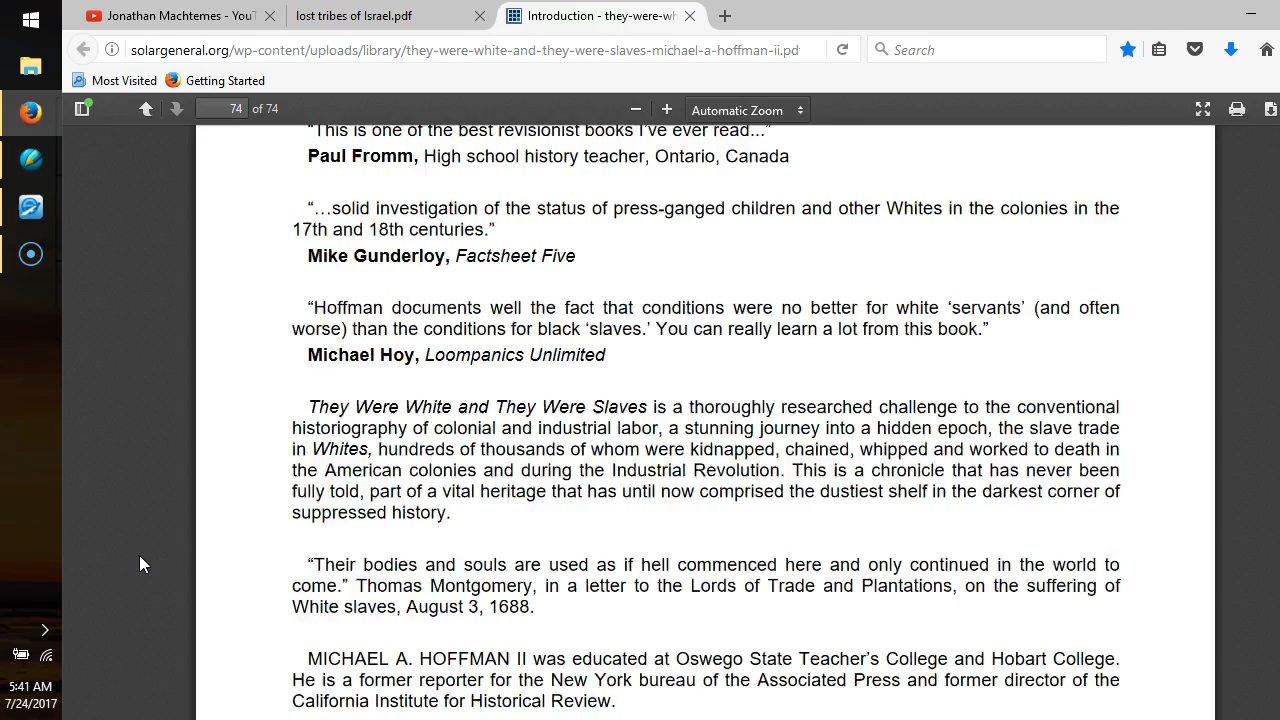 Jonathan Machtemes - YouT
lost tribes of Israel.pdf
Introduction - they-were-wh
solargeneral.org/wp-content/uploads/library/they-were-white-and-they-were-slaves-michael-a-hoffman-ii.pdf
Search
Most Visited
Getting Started
74 of 74
Automatic Zoom
“This is one of the best revisionist books I've ever read...”
Paul Fromm, High school history teacher, Ontario, Canada
“…solid investigation of the status of press-ganged children and other Whites in the colonies in the
17th and 18th centuries.”
Mike Gunderloy, Factsheet Five
“Hoffman documents well the fact that conditions were no better for white ‘servants’ (and often
worse) than the conditions for black ‘slaves.’ You can really learn a lot from this book.”
Michael Hoy, Loompanics Unlimited
They Were White and They Were Slaves is a thoroughly researched challenge to the conventional
historiography of colonial and industrial labor, a stunning journey into a hidden epoch, the slave trade
in Whites, hundreds of thousands of whom were kidnapped, chained, whipped and worked to death in
the American colonies and during the Industrial Revolution. This is a chronicle that has never been
fully told, part of a vital heritage that has until now comprised the dustiest shelf in the darkest corner of
suppressed history.
“Their bodies and souls are used as if hell commenced here and only continued in the world to
come.” Thomas Montgomery, in a letter to the Lords of Trade and Plantations, on the suffering of
White slaves, August 3, 1688.
MICHAEL A. HOFFMAN II was educated at Oswego State Teacher’s College and Hobart College.
He is a former reporter for the New York bureau of the Associated Press and former director of the
California Institute for Historical Review.
5:41 AM
7/24/2017